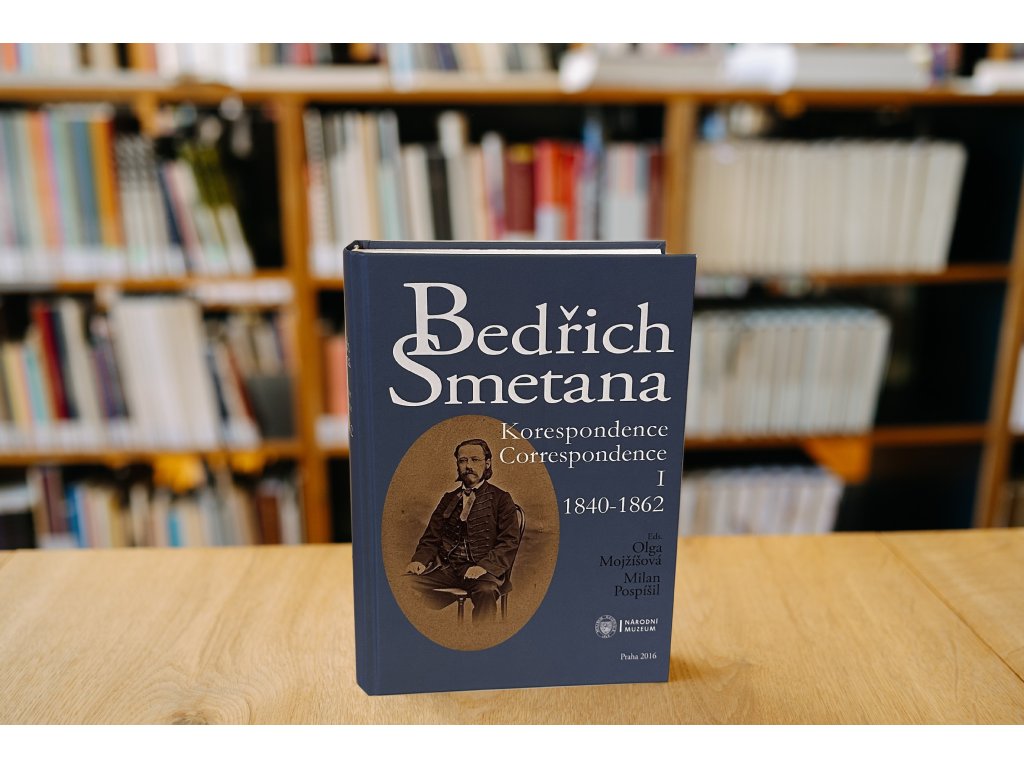 Bedřich
Smetana
Korespondence
Correspondence
I
1840-1862
Eds.
Olga
Mojžíšová
Milan
Pospíšil
NÁRODNÍ
MUZEUM
Praha 2016